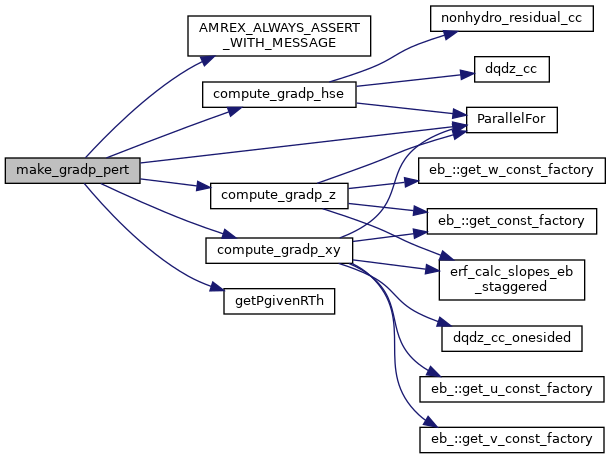 make_gradp_pert
AMREX_ALWAYS_ASSERT
_WITH_MESSAGE
compute_gradp_hse
compute_gradp_z
compute_gradp_xy
getPgivenRTh
nonhydro_residual_cc
dqdz_cc
ParallelFor
eb_::get_w_const_factory
eb_::get_const_factory
erf_calc_slopes_eb
_staggered
dqdz_cc_onesided
eb_::get_u_const_factory
eb_::get_v_const_factory